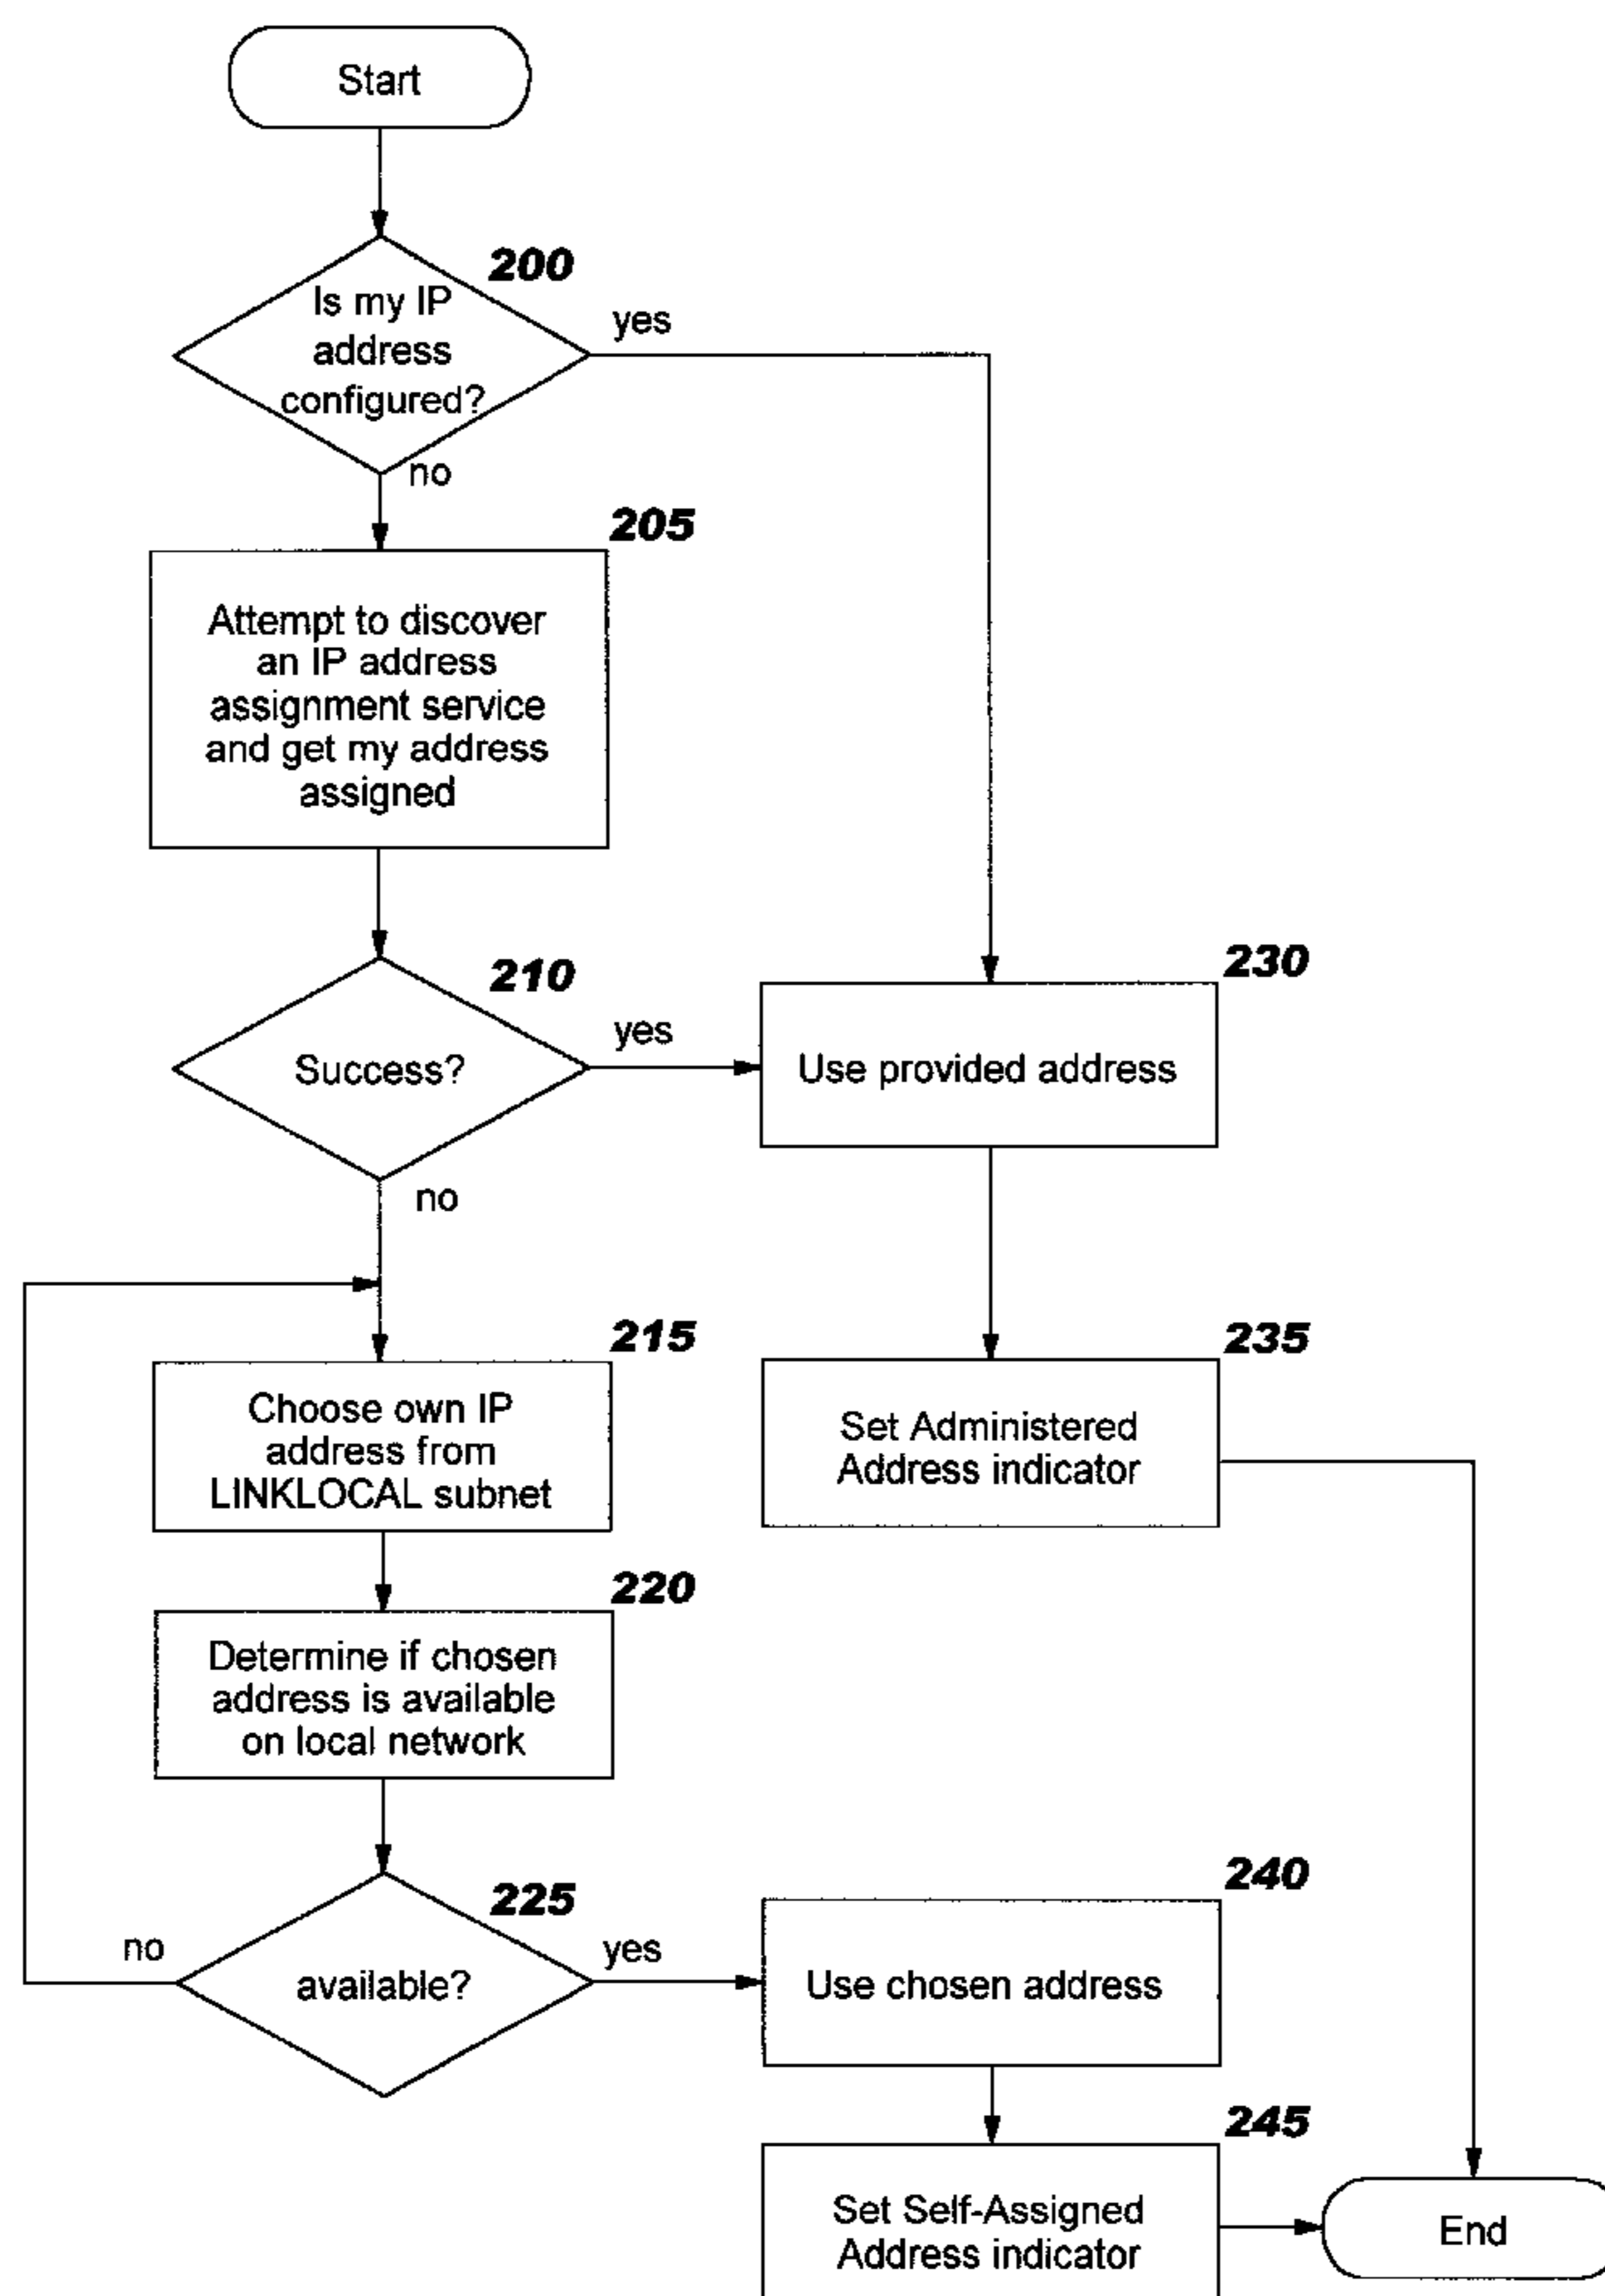 Start
200
Is my IP
address
configured?
yes
no
205
Attempt to discover
an IP address
assignment service
and get my address
assigned
210
Success?
yes
no
230
Use provided address
215
Choose own IP
address from
LINKLOCAL subnet
235
Set Administered
Address indicator
220
Determine if chosen
address is available
on local network
225
available?
no
yes
240
Use chosen address
245
Set Self-Assigned
Address indicator
End